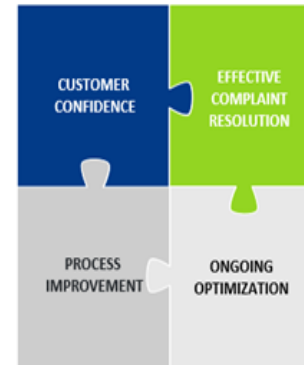 CUSTOMER
CONFIDENCE
EFFECTIVE
COMPLAINT
RESOLUTION
PROCESS
IMPROVEMENT
ONGOING
OPTIMIZATION